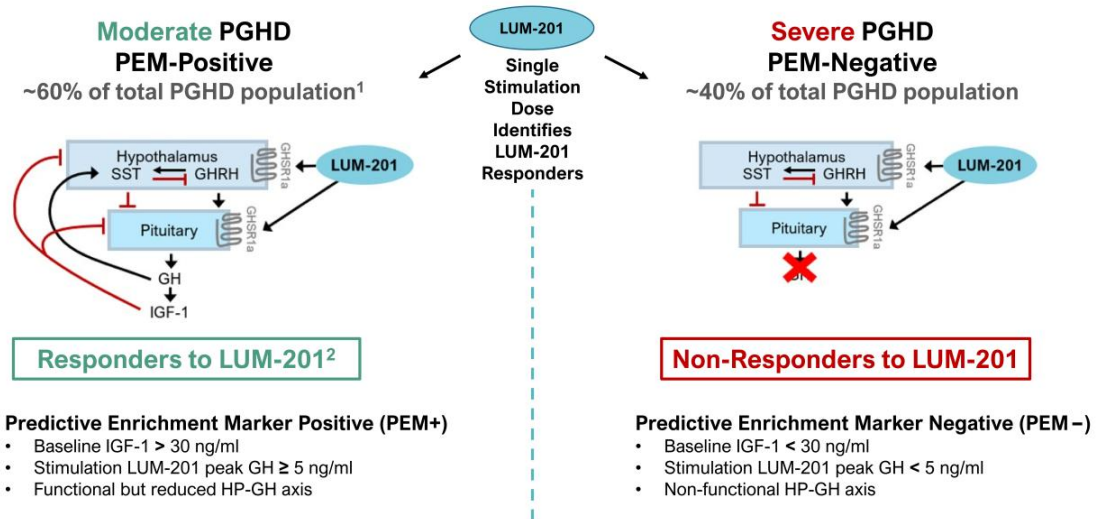 Moderate PGHD
PEM-Positive
~60% of total PGHD population1
Hypothalamus
SST GHRH
GHSR1a
LUM-201
Pituitary
GHSR1a
GH
IGF-1
Responders to LUM-2012
Predictive Enrichment Marker Positive (PEM+)
• Baseline IGF-1 > 30 ng/ml
• Stimulation LUM-201 peak GH ≥ 5 ng/ml
• Functional but reduced HP-GH axis
LUM-201
Single
Stimulation
Dose
Identifies
LUM-201
Responders
Severe PGHD
PEM-Negative
~40% of total PGHD population
Hypothalamus
SST GHRH
GHSR1a
LUM-201
Pituitary
GHSR1a
Non-Responders to LUM-201
Predictive Enrichment Marker Negative (PEM−)
• Baseline IGF-1 < 30 ng/ml
• Stimulation LUM-201 peak GH < 5 ng/ml
• Non-functional HP-GH axis